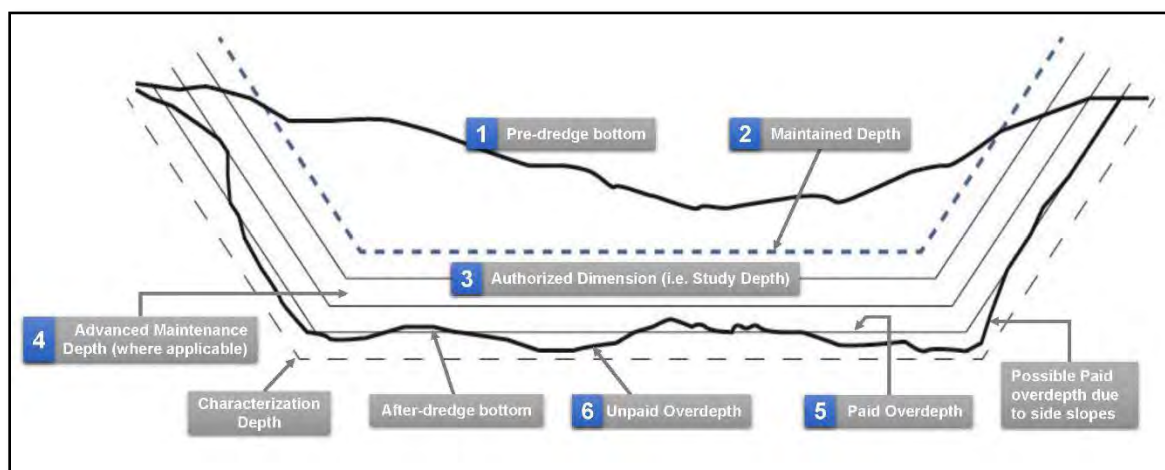 1 Pre-dredge bottom
2 Maintained Depth
3 Authorized Dimension (i.e. Study Depth)
4 Advanced Maintenance
Depth (where applicable)
Characterization
Depth
After-dredge bottom
6 Unpaid Overdepth
5 Paid Overdepth
Possible Paid
overdepth due
to side slopes